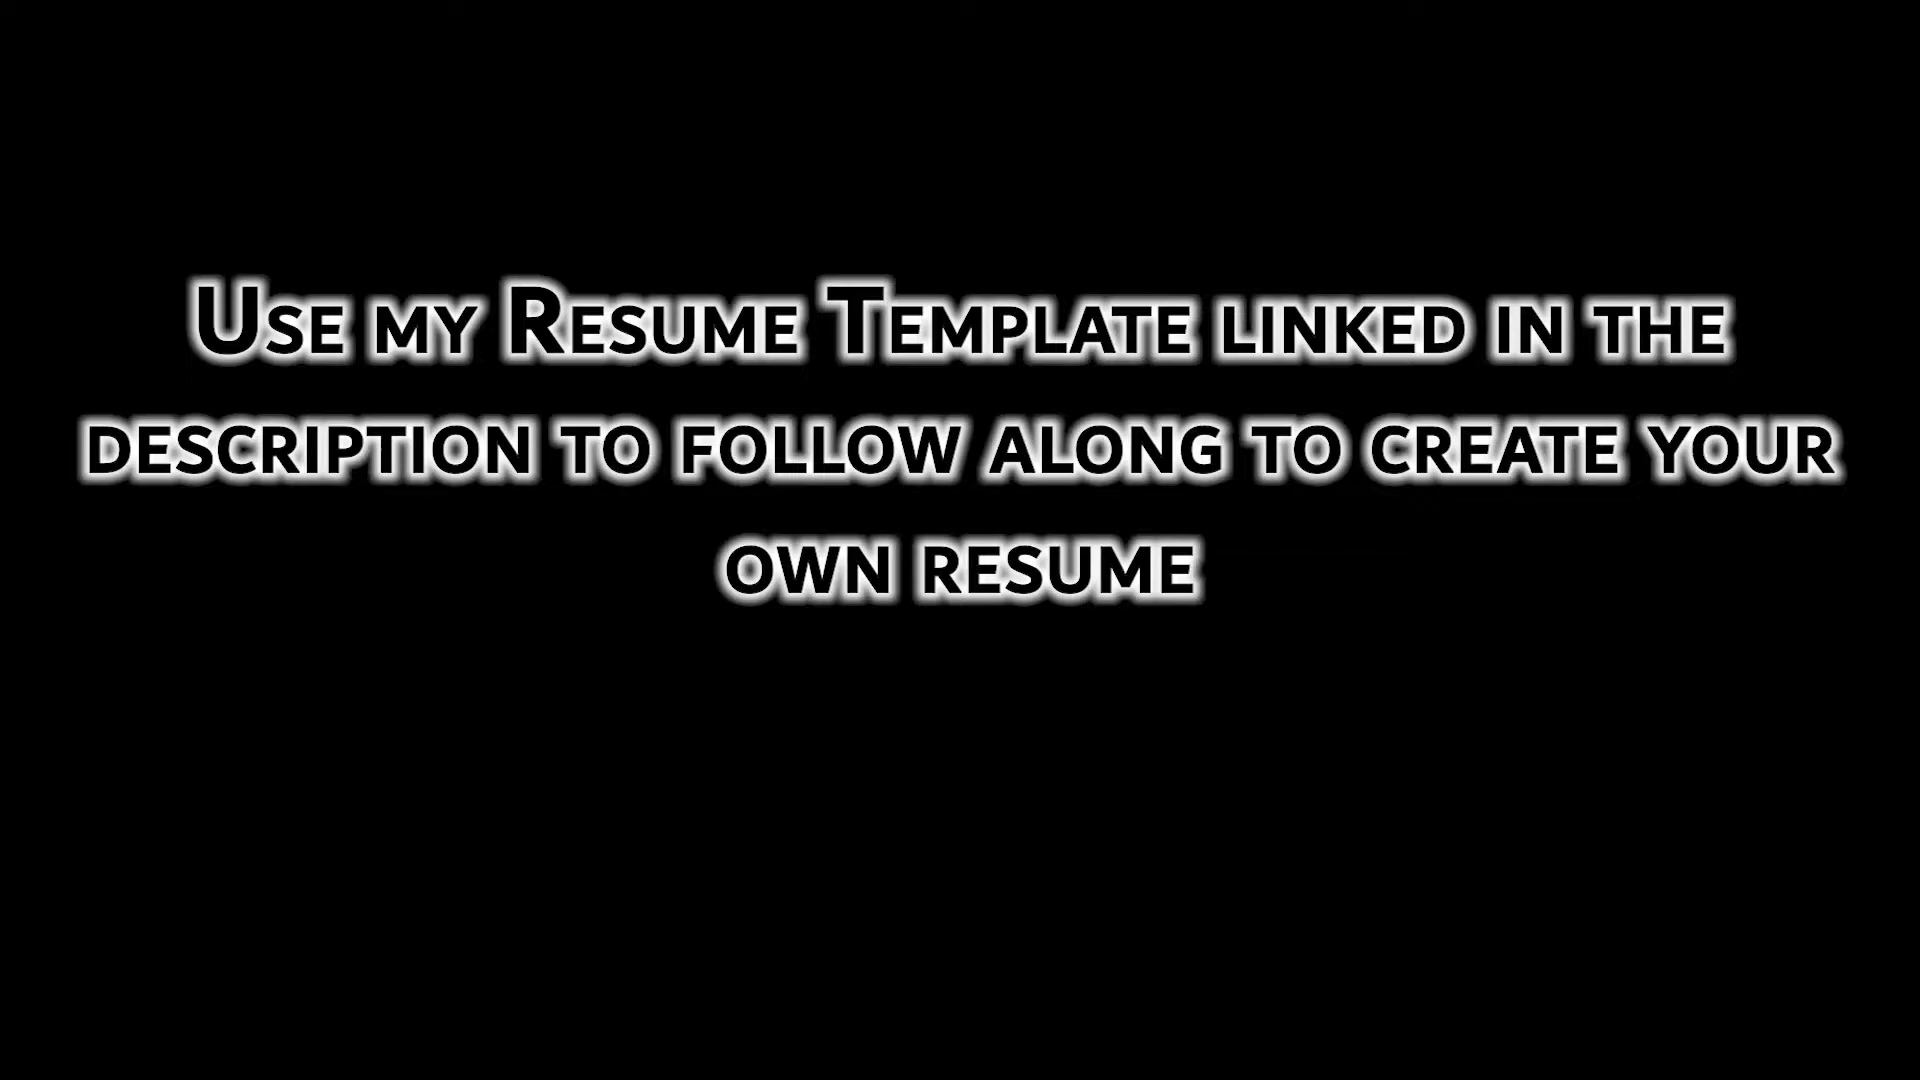 Use my Resume Template linked in the
description to follow along to create your
own resume